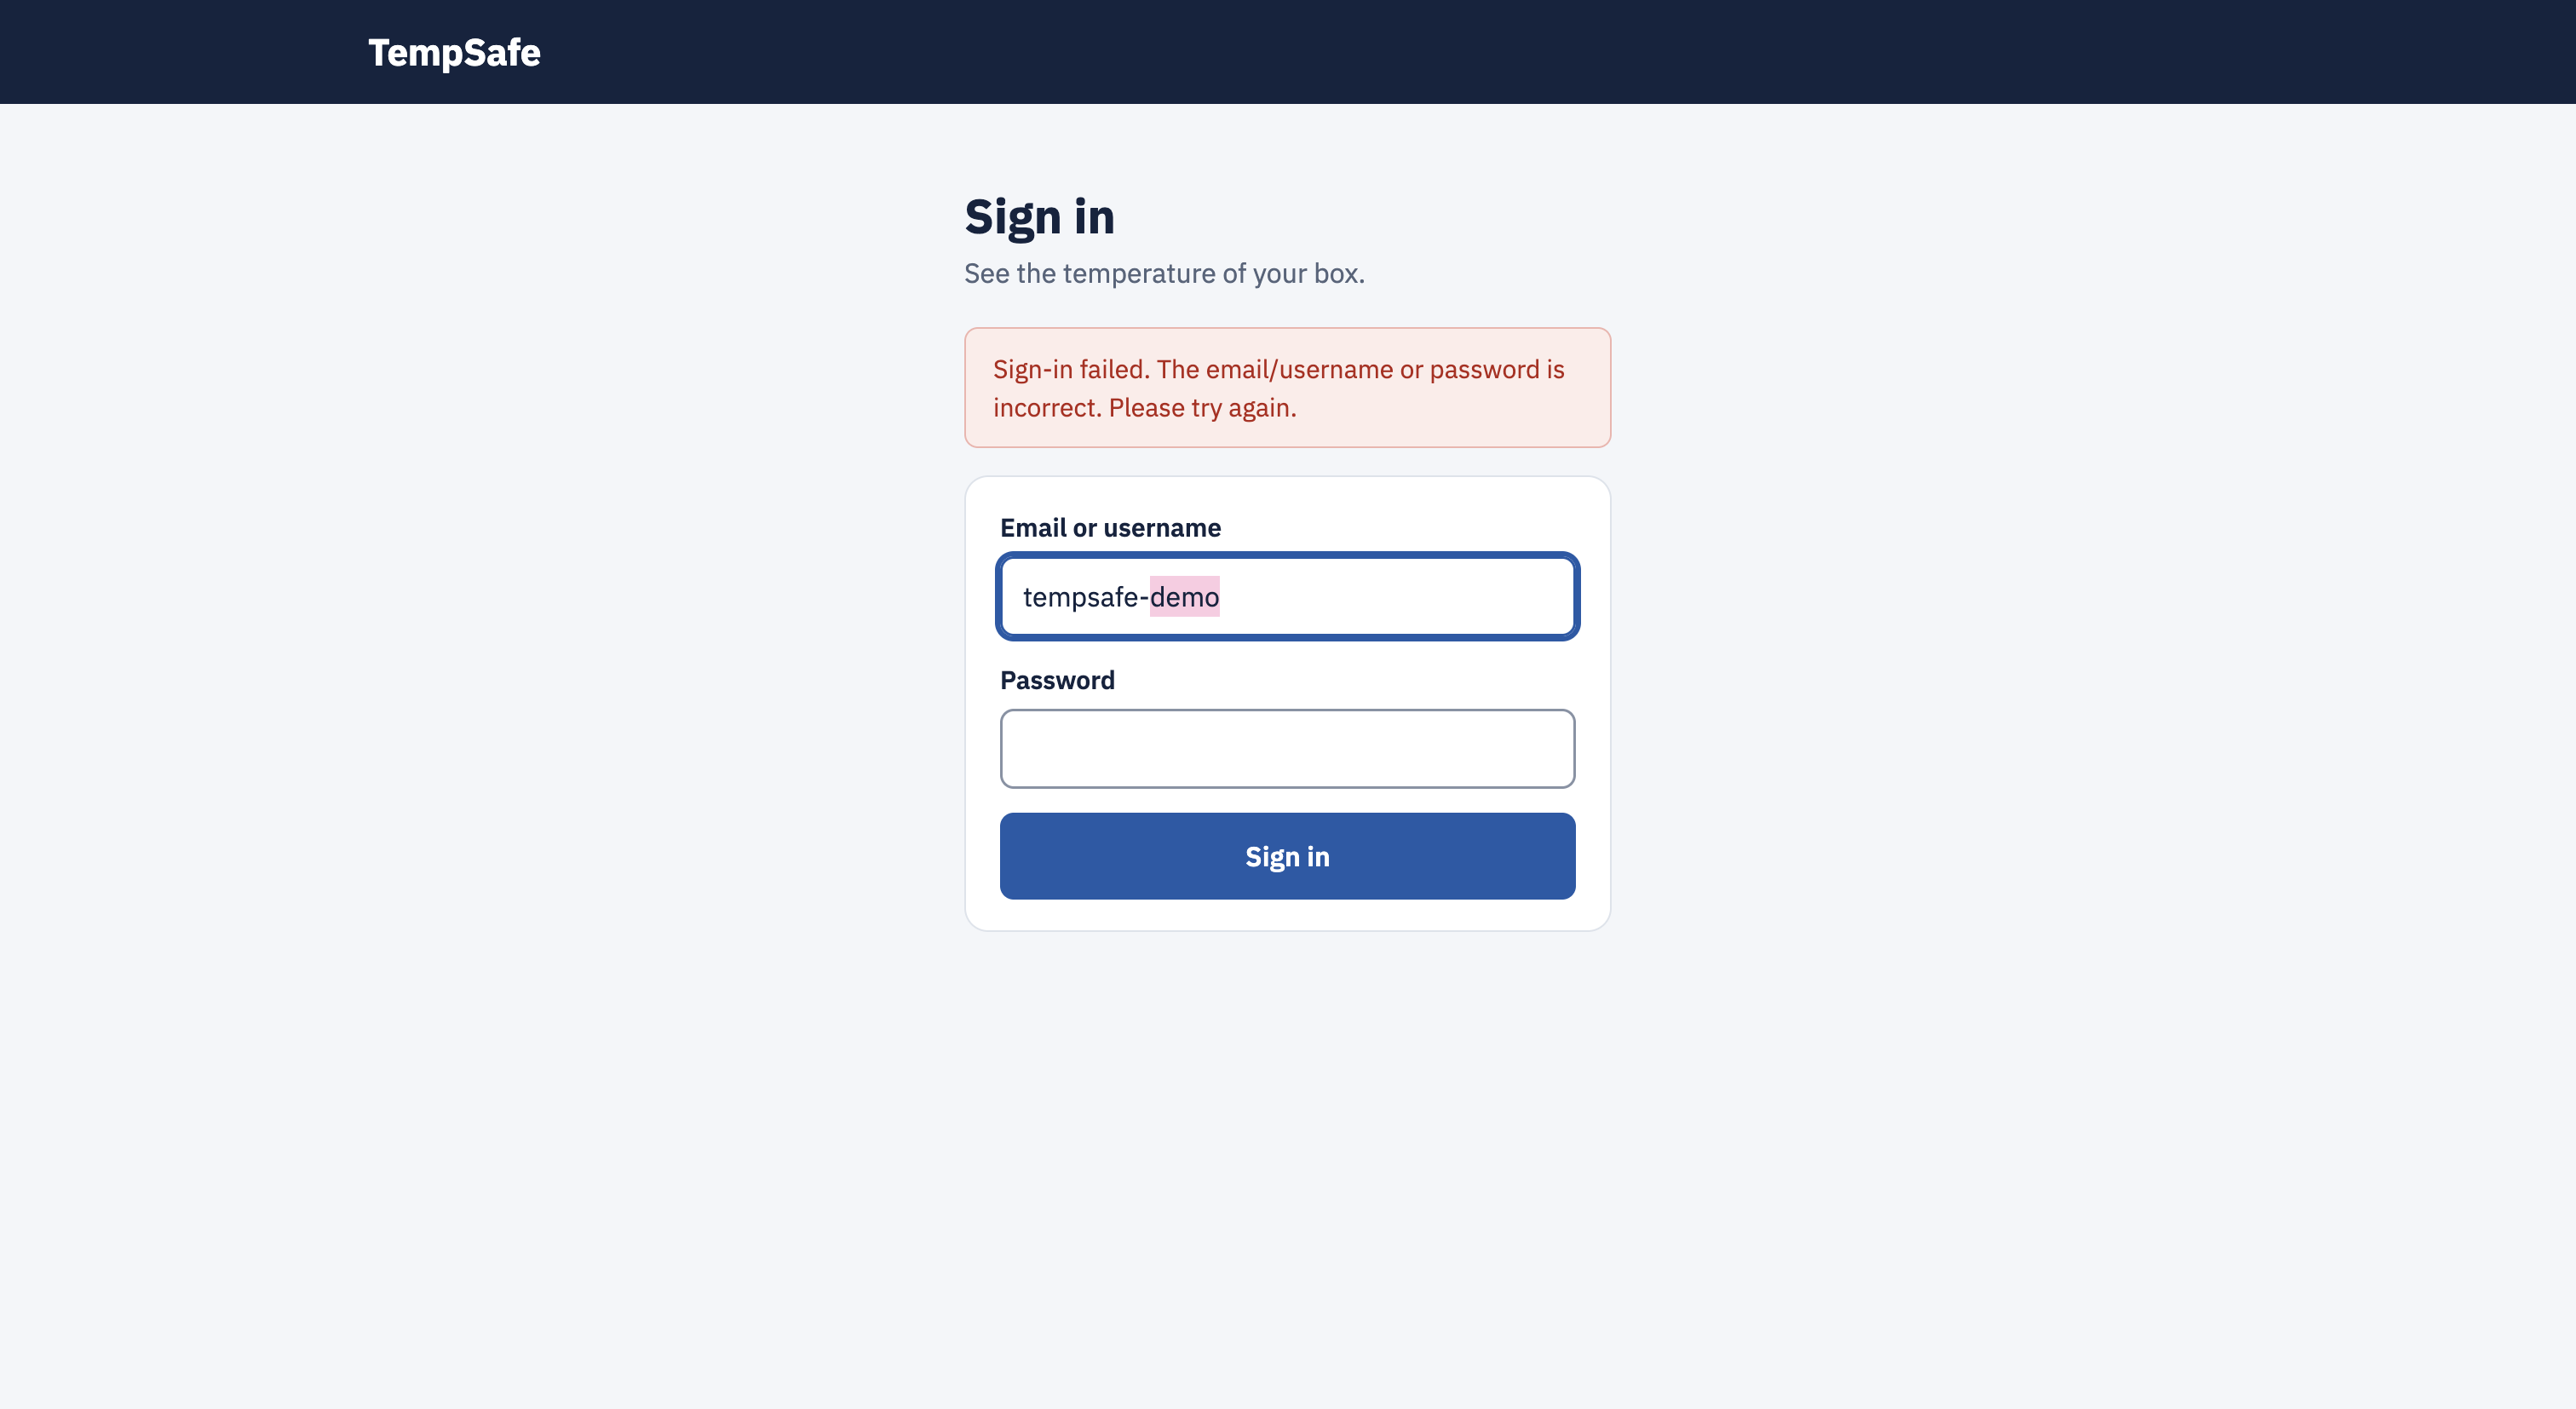 TempSafe
Sign in
See the temperature of your box.
Sign-in failed. The email/username or password is
incorrect. Please try again.
Email or username
tempsafe-demo
Password
Sign in